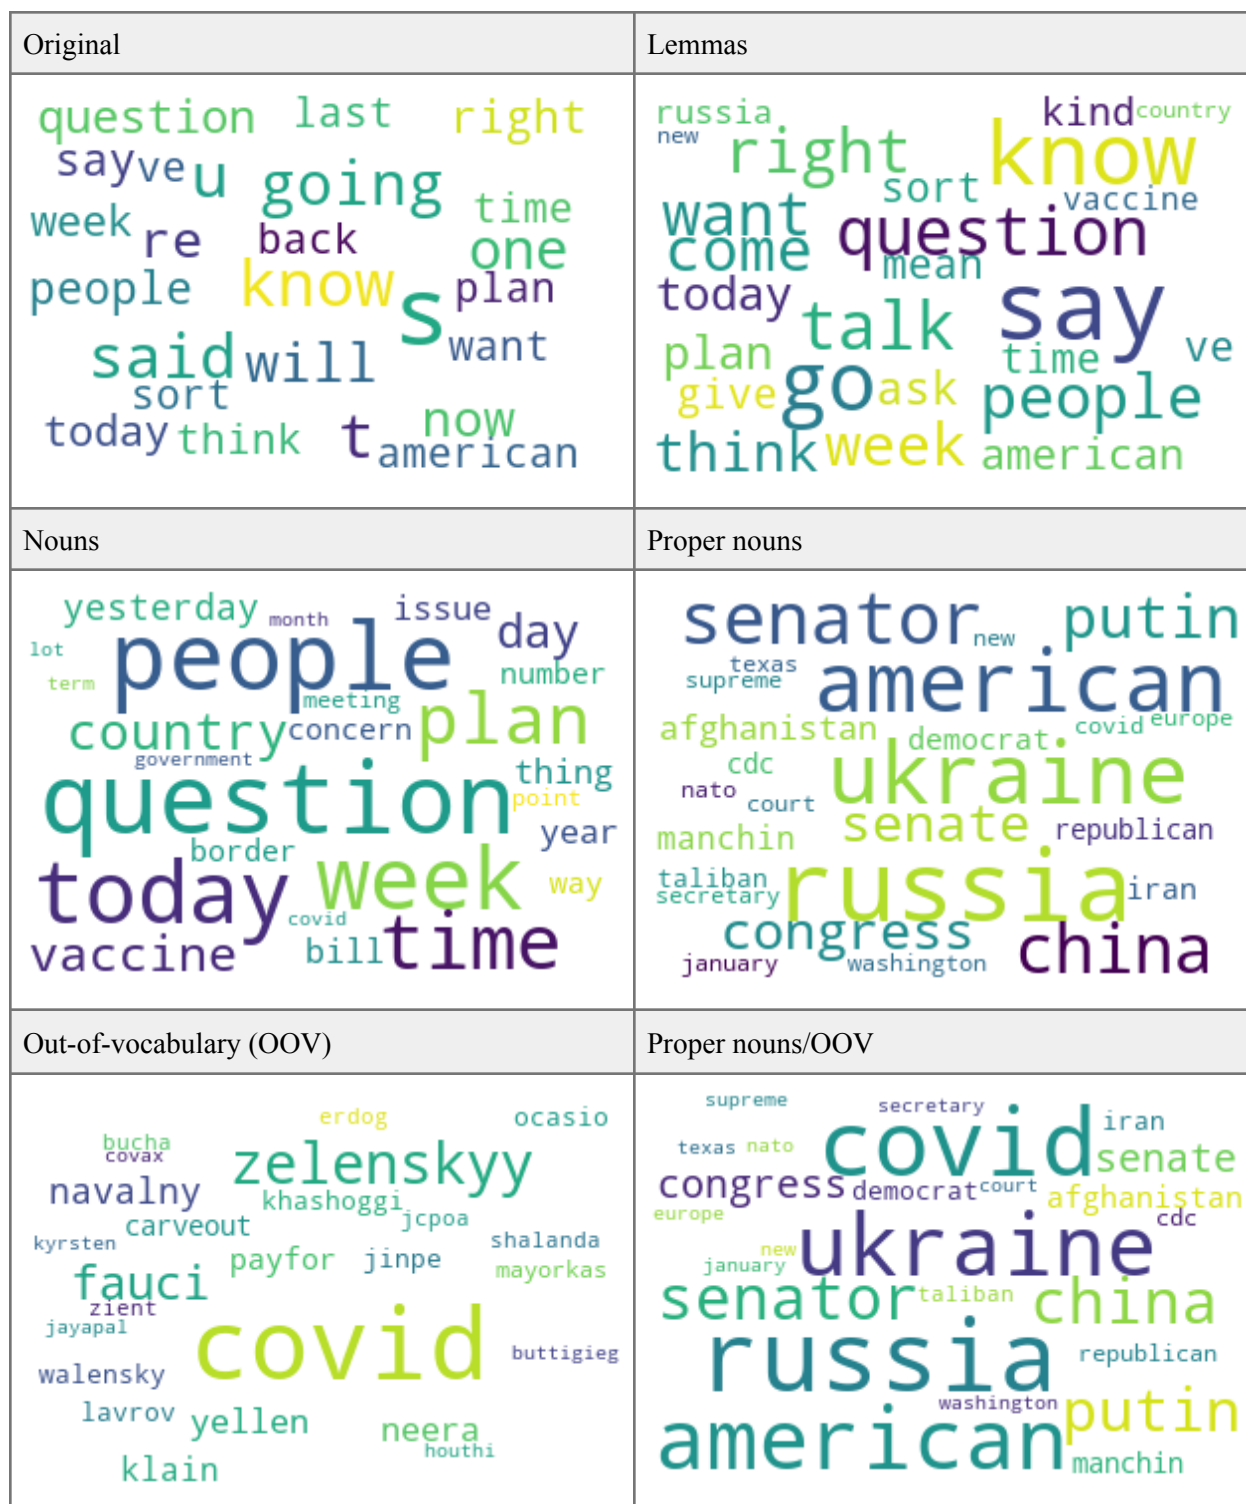 Original
question last right
say ve u going
week re back time
one
people know s plan
said will want
sort
today think t now
american
Lemmas
russia kind country
new right know
sort vaccine
want question
come mean
today talk say
plan time ve
give go ask people
think week american
Nouns
yesterday month issue day
lot people number
term meeting
country concern plan
government
question thing
point
border year
today week way
covid
vaccine bill time
Proper nouns
senator new putin
texas
supreme american
afghanistan democrat covid europe
cdc ukraine
nato court
manchin senate republican
taliban russia iran
secretary
congress china
january washington
Out-of-vocabulary (OOV)
erdog ocasio
bucha
covax zelenskyy
navalny khashoggi
carveout jcpoa
kyrsten payfor jinpe shalanda
mayorkas
fauci
zient
jayapal covid
walensky buttigieg
lavrov yellen neera
houthi
klain
Proper nouns/OOV
supreme secretary iran
texas nato covid senate
congress democrat court afghanistan
europe cdc
new ukraine
january
senator taliban china
russia republican
washington
american putin
manchin